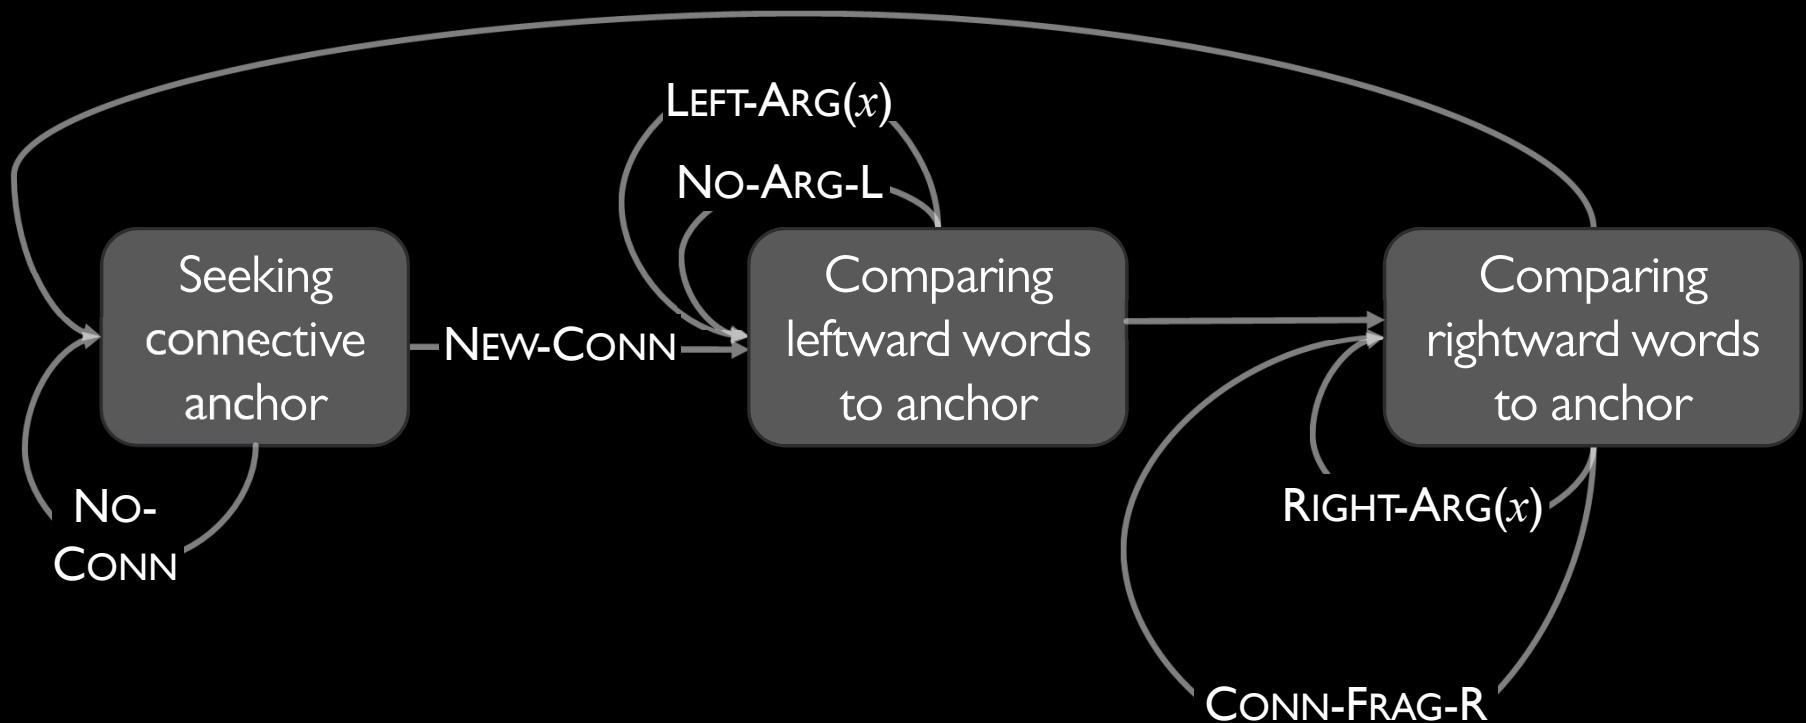 LEFT-ARG(x)
NO-ARG-L
Seeking
connective
anchor
NEW-CONN
Comparing
leftward words
to anchor
Comparing
rightward words
to anchor
NO-
CONN
RIGHT-ARG(x)
CONN-FRAG-R